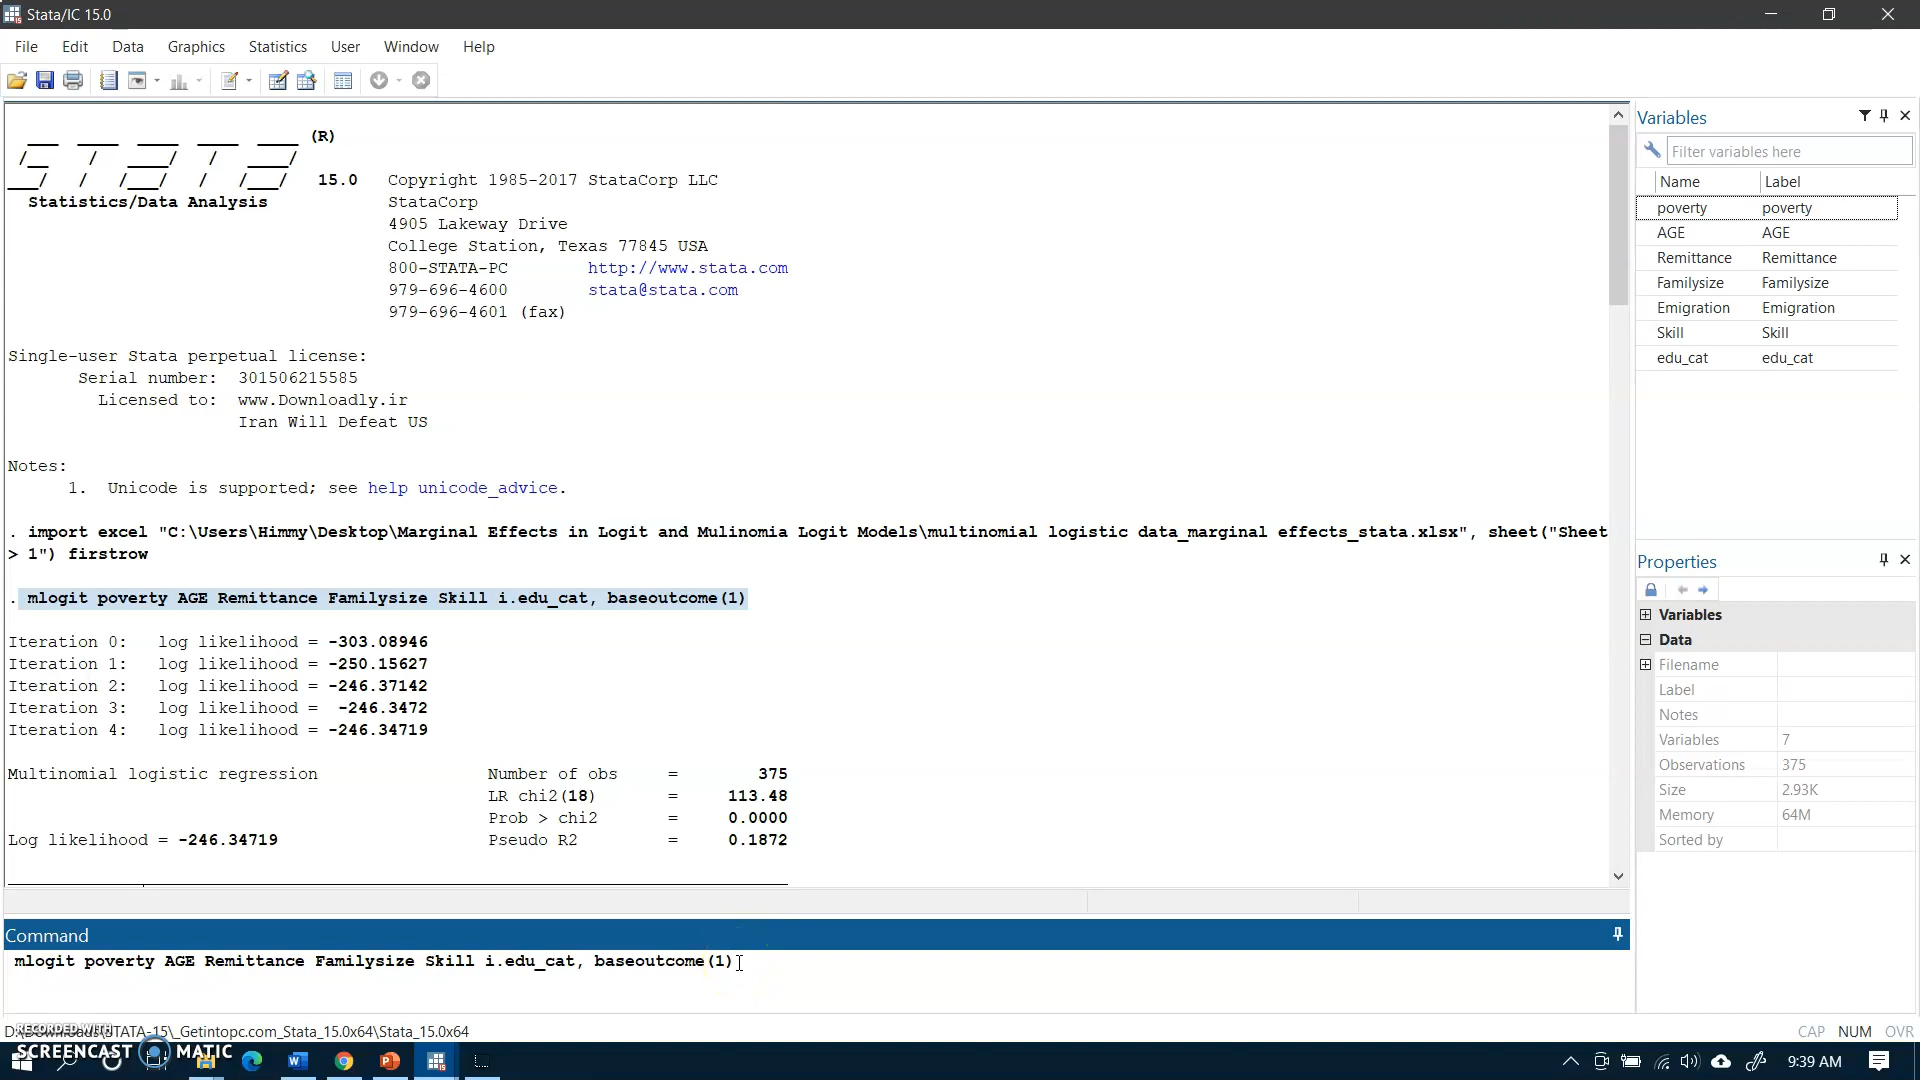 Stata/IC 15.0
File Edit Data Graphics Statistics User Window Help
(R)
STATA 15.0 Copyright 1985-2017 StataCorp LLC
Statistics/Data Analysis StataCorp
4905 Lakeway Drive
College Station, Texas 77845 USA
800-STATA-PC http://www.stata.com
979-696-4600 stata@stata.com
979-696-4601 (fax)
Single-user Stata perpetual license:
Serial number: 301506215585
Licensed to: www.Downloadly.ir
Iran Will Defeat US
Notes:
1. Unicode is supported; see help unicode_advice.
. import excel "C:\Users\Himmy\Desktop\Marginal Effects in Logit and Mulinomia Logit Models\multinomial logistic data_marginal effects_stata.xlsx", sheet("Sheet
> 1") firstrow
. mlogit poverty AGE Remittance Familysize Skill i.edu_cat, baseoutcome(1)
Iteration 0: log likelihood = -303.08946
Iteration 1: log likelihood = -250.15627
Iteration 2: log likelihood = -246.37142
Iteration 3: log likelihood = -246.3472
Iteration 4: log likelihood = -246.34719
Multinomial logistic regression Number of obs = 375
LR chi2(18) = 113.48
Prob > chi2 = 0.0000
Log likelihood = -246.34719 Pseudo R2 = 0.1872
Command
mlogit poverty AGE Remittance Familysize Skill i.edu_cat, baseoutcome(1)
Variables
Filter variables here
Name Label
poverty poverty
AGE AGE
Remittance Remittance
Familysize Familysize
Emigration Emigration
Skill Skill
edu_cat edu_cat
Properties
Variables
Data
Filename
Label
Notes
Variables 7
Observations 375
Size 2.93K
Memory 64M
Sorted by
D:\Downloads\STATA-15\_Getintopc.com_Stata_15.0x64\Stata_15.0x64
CAP NUM OVR
RECORDED WITH
SCREENCAST MATIC
9:39 AM